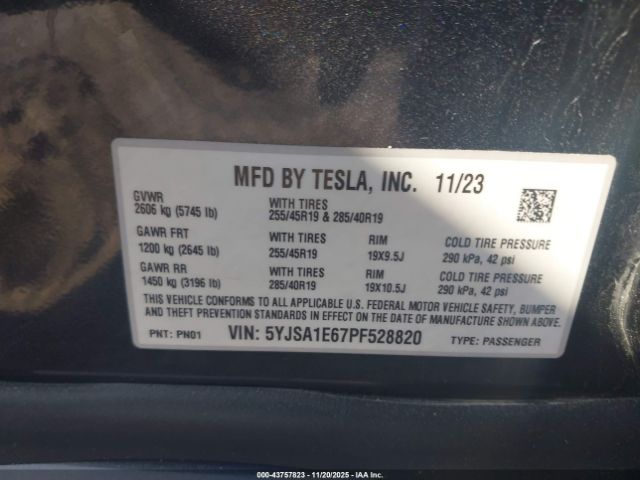 MFD BY TESLA, INC. 11/23
GVWR
2606 kg (5745 lb)
WITH TIRES
255/45R19 & 285/40R19
GAWR FRT
1200 kg (2645 lb)
WITH TIRES
255/45R19
RIM
19X9.5J
COLD TIRE PRESSURE
290 kPa, 42 psi
GAWR RR
1450 kg (3196 lb)
WITH TIRES
285/40R19
RIM
19X10.5J
COLD TIRE PRESSURE
290 kPa, 42 psi
THIS VEHICLE CONFORMS TO ALL APPLICABLE U.S. FEDERAL MOTOR VEHICLE SAFETY, BUMPER
AND THEFT PREVENTION STANDARDS IN EFFECT ON THE DATE OF MANUFACTURE SHOWN ABOVE.
PNT: PN01 VIN: 5YJSA1E67PF528820 TYPE: PASSENGER
© 43757823 - 11/20/2025 - IAA Inc.